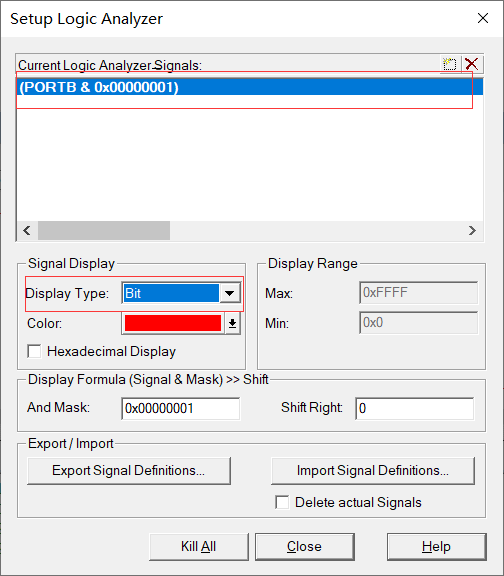 Setup Logic Analyzer
Current Logic Analyzer Signals:
(PORTB & 0x00000001)
Signal Display
Display Type: Bit
Color:
Hexadecimal Display
Display Range
Max: 0xFFFF
Min: 0x0
Display Formula (Signal & Mask) >> Shift
And Mask: 0x00000001 Shift Right: 0
Export / Import
Export Signal Definitions... Import Signal Definitions...
Delete actual Signals
Kill All Close Help